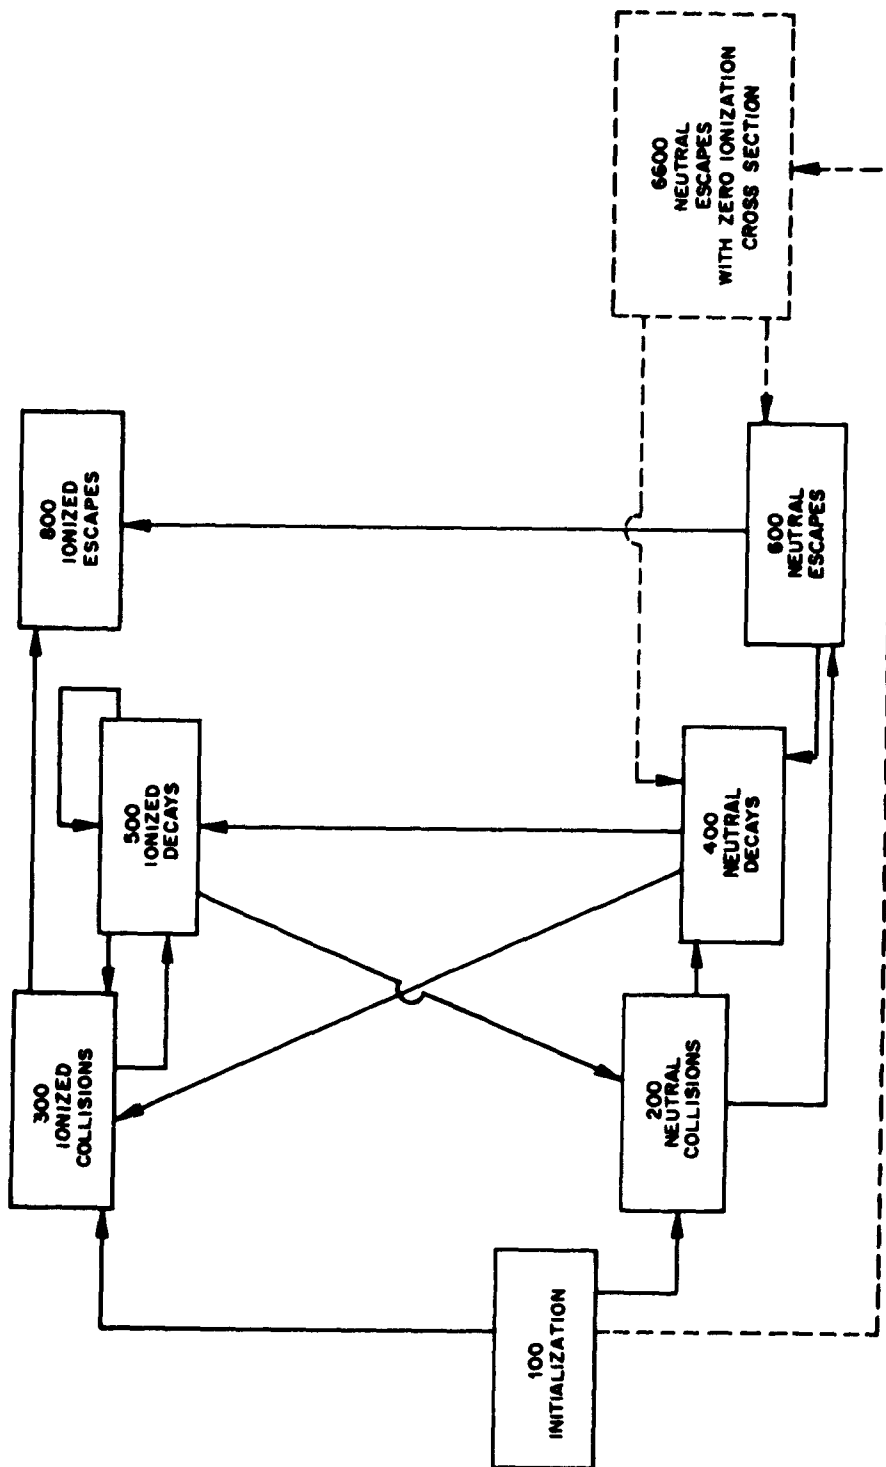 100
INITIALIZATION
300
IONIZED
COLLISIONS
200
NEUTRAL
COLLISIONS
500
IONIZED
DECAYS
400
NEUTRAL
DECAYS
800
IONIZED
ESCAPES
600
NEUTRAL
ESCAPES
6600
NEUTRAL
ESCAPES
WITH ZERO IONIZATION
CROSS SECTION